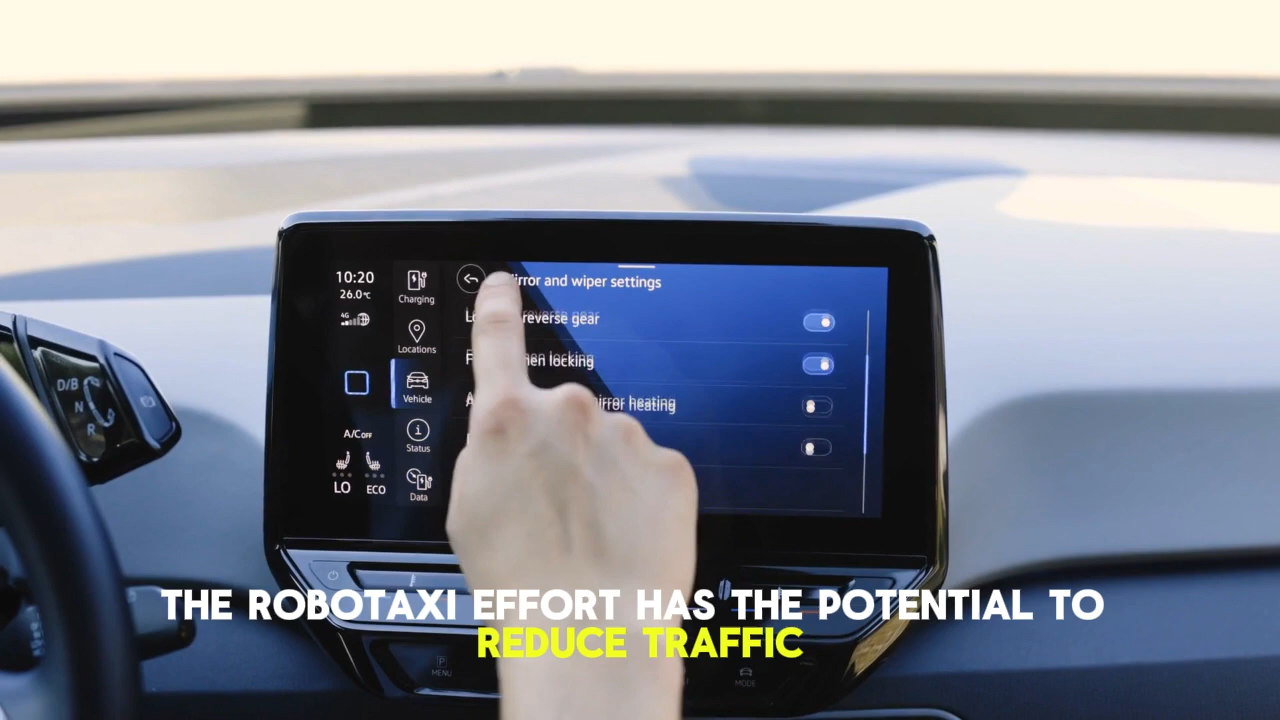 10:20
26.0℃
4G
A/C OFF
LO ECO
Charging
Locations
Vehicle
Status
Data
irror and wiper settings
reverse gear
locking
irror heating
D/B
N
R
THE ROBOTAXI EFFORT HAS THE POTENTIAL TO
REDUCE TRAFFIC
P
MENU
MODE